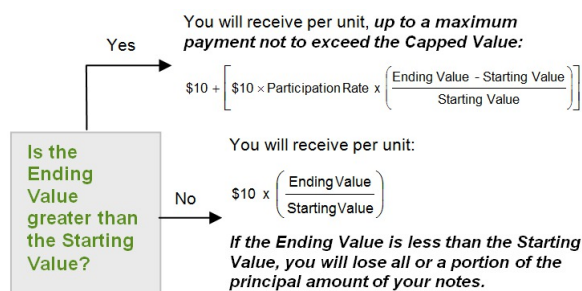 You will receive per unit, up to a maximum
payment not to exceed the Capped Value:
Yes
$10 + [ $10 × Participation Rate x ( Ending Value - Starting Value / Starting Value ) ]
Is the
Ending
Value
greater than
the Starting
Value?
No
You will receive per unit:
$10 x ( Ending Value / Starting Value )
If the Ending Value is less than the Starting
Value, you will lose all or a portion of the
principal amount of your notes.